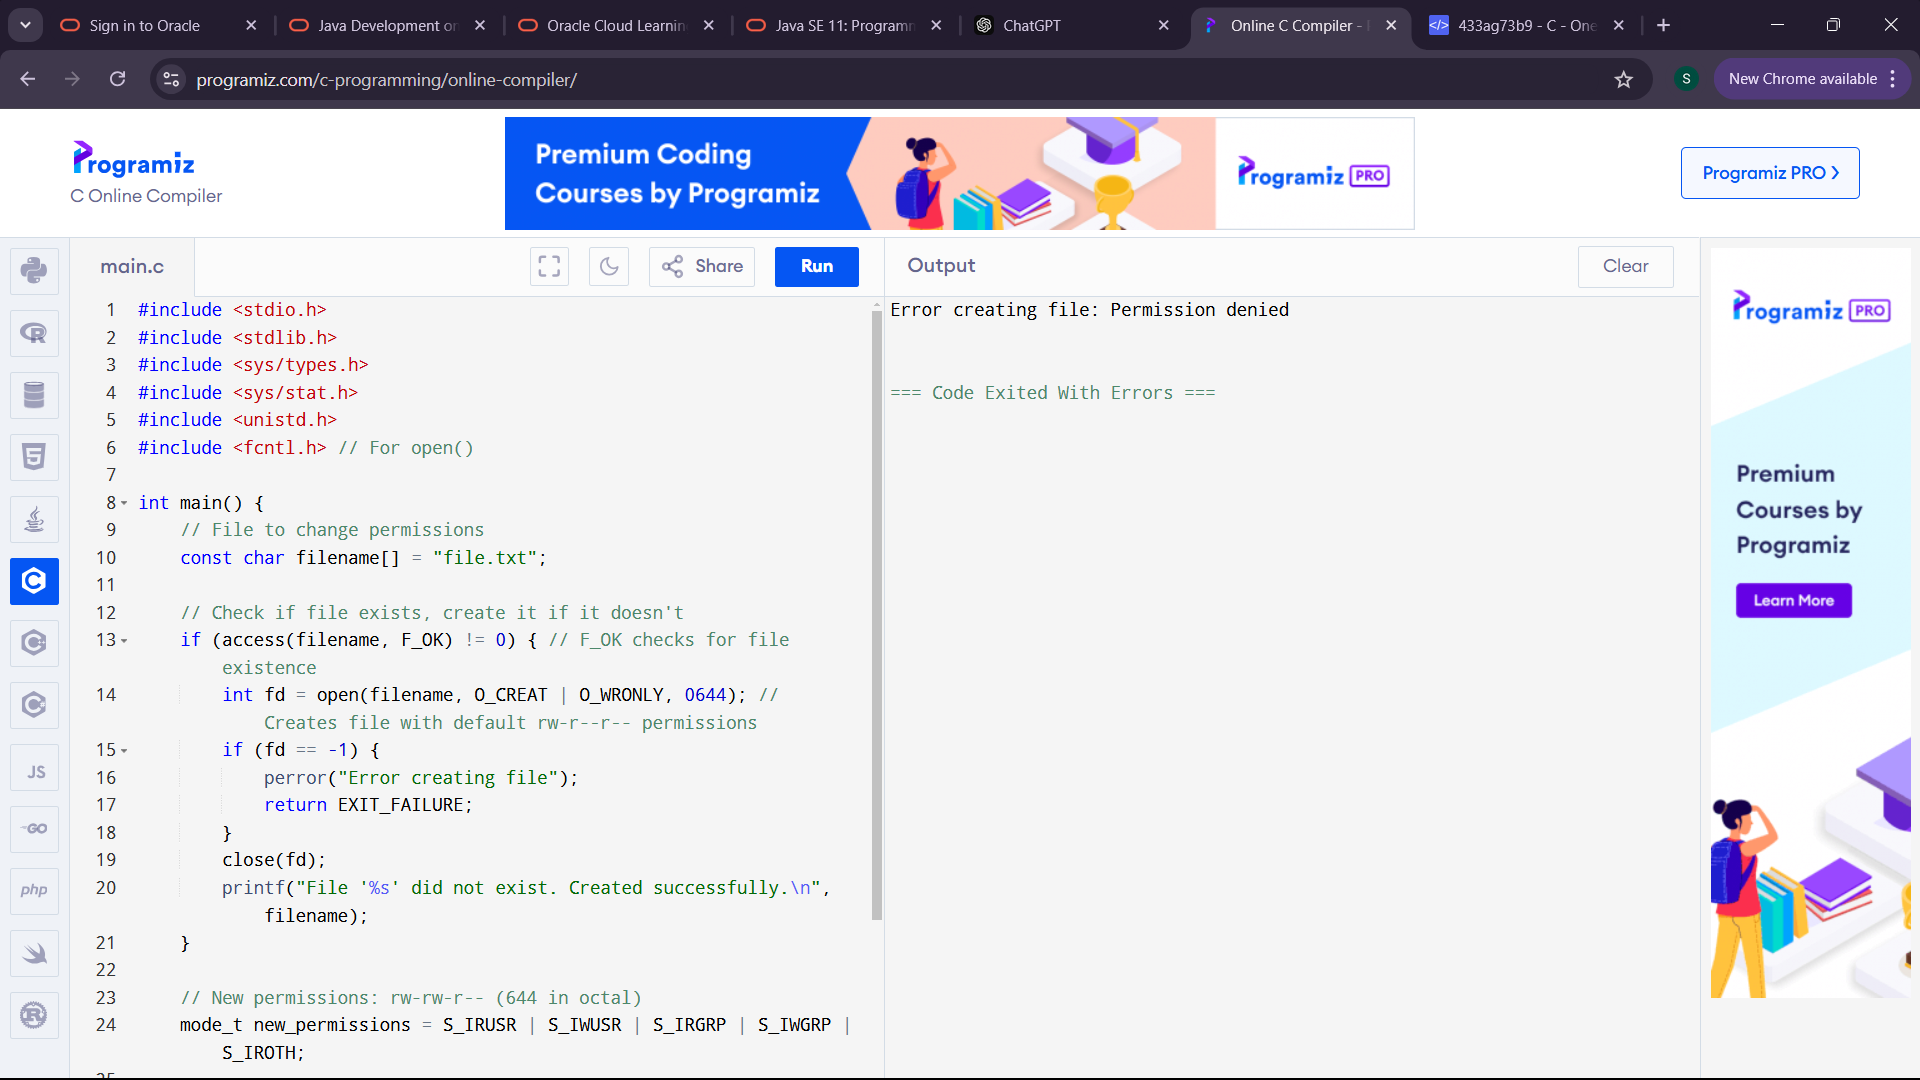 Sign in to Oracle
Java Development on
Oracle Cloud Learnin
Java SE 11: Programm
ChatGPT
Online C Compiler -
433ag73b9 - C - One
programiz.com/c-programming/online-compiler/
S
New Chrome available
Programiz
C Online Compiler
Premium Coding
Courses by Programiz
Programiz PRO
Programiz PRO >
main.c
Share
Run
Output
Clear
1 #include <stdio.h>
2 #include <stdlib.h>
3 #include <sys/types.h>
4 #include <sys/stat.h>
5 #include <unistd.h>
6 #include <fcntl.h> // For open()
7
8 int main() {
9 // File to change permissions
10 const char filename[] = "file.txt";
11
12 // Check if file exists, create it if it doesn't
13 if (access(filename, F_OK) != 0) { // F_OK checks for file
existence
14 int fd = open(filename, O_CREAT | O_WRONLY, 0644); //
Creates file with default rw-r--r-- permissions
15 if (fd == -1) {
16 perror("Error creating file");
17 return EXIT_FAILURE;
18 }
19 close(fd);
20 printf("File '%s' did not exist. Created successfully.\n",
filename);
21 }
22
23 // New permissions: rw-rw-r-- (644 in octal)
24 mode_t new_permissions = S_IRUSR | S_IWUSR | S_IRGRP | S_IWGRP |
S_IROTH;
Error creating file: Permission denied
=== Code Exited With Errors ===
JS
GO
php
Programiz PRO
Premium
Courses by
Programiz
Learn More